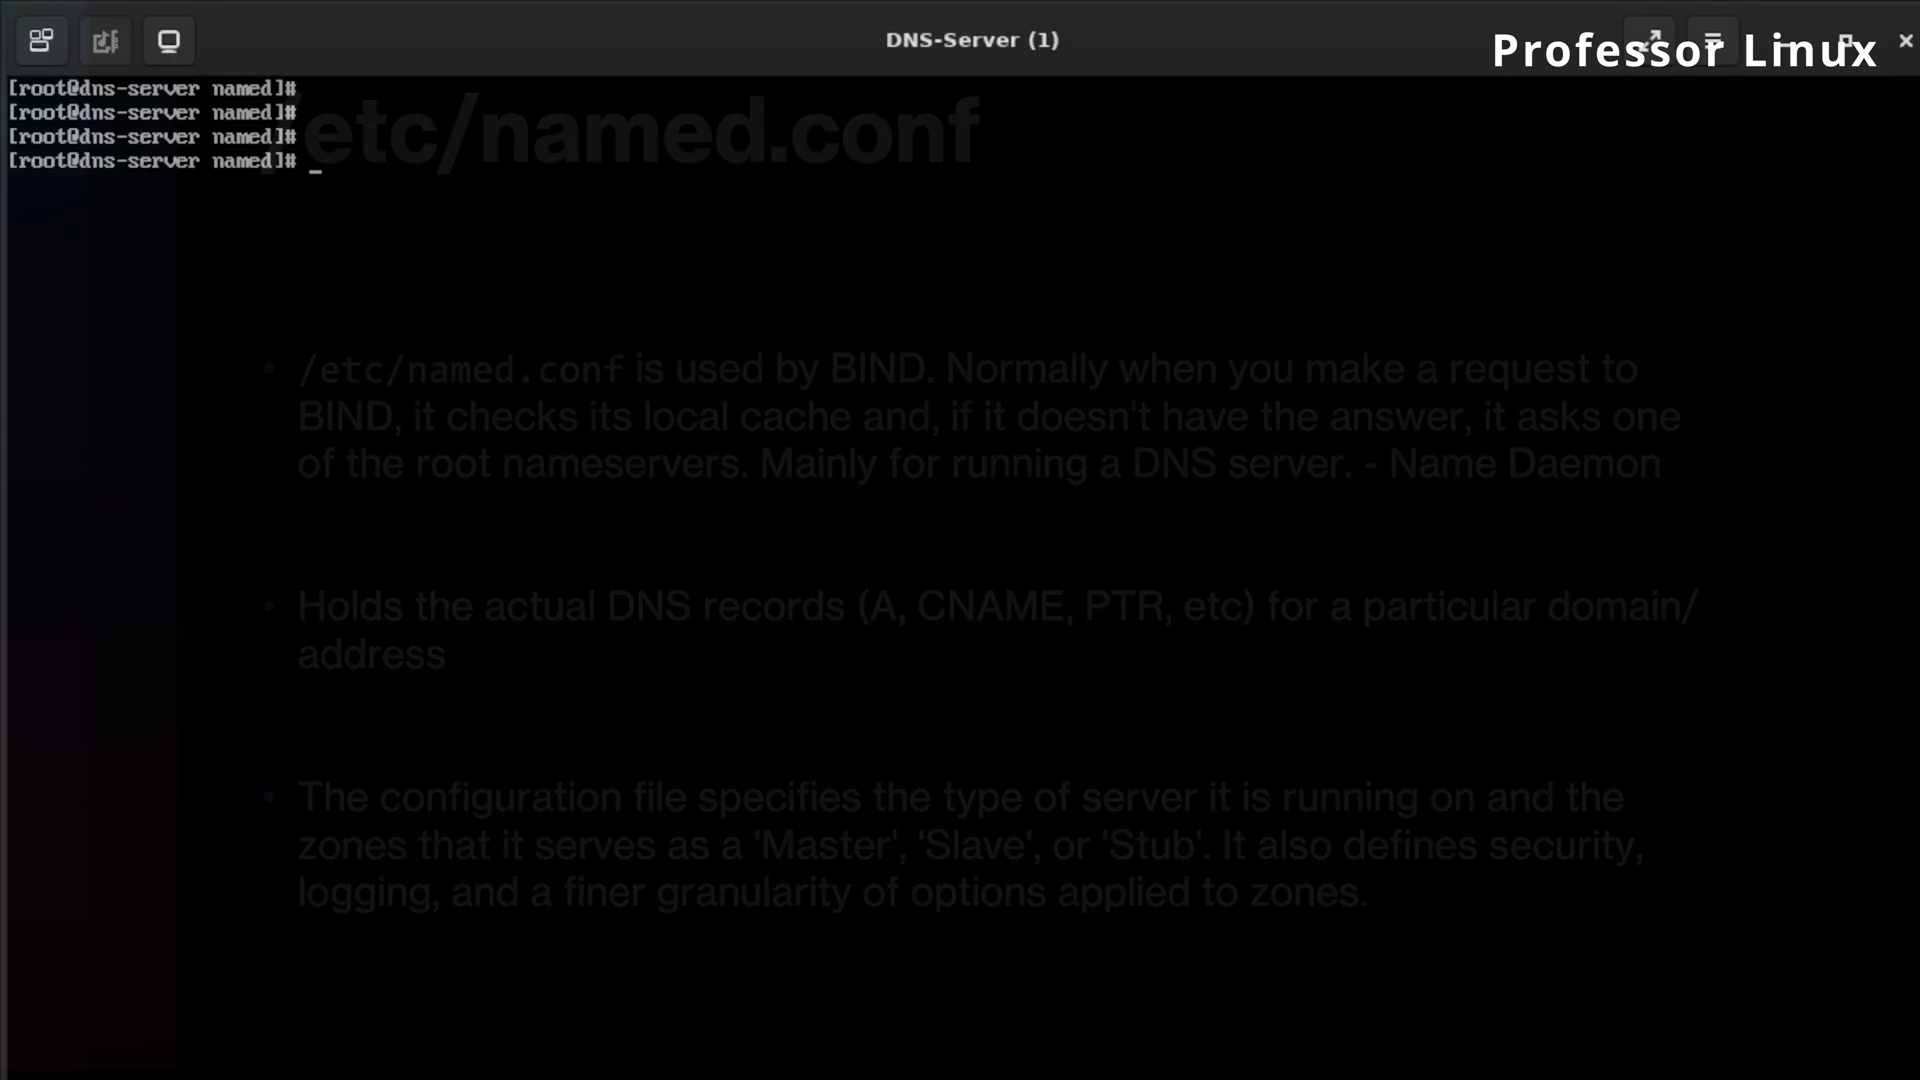 DNS-Server (1)
Professor Linux
[root@dns-server named]#
[root@dns-server named]#
[root@dns-server named]#
[root@dns-server named]# _
/etc/named.conf
• /etc/named.conf is used by BIND. Normally when you make a request to
BIND, it checks its local cache and, if it doesn't have the answer, it asks one
of the root nameservers. Mainly for running a DNS server. - Name Daemon
• Holds the actual DNS records (A, CNAME, PTR, etc) for a particular domain/
address
• The configuration file specifies the type of server it is running on and the
zones that it serves as a 'Master', 'Slave', or 'Stub'. It also defines security,
logging, and a finer granularity of options applied to zones.